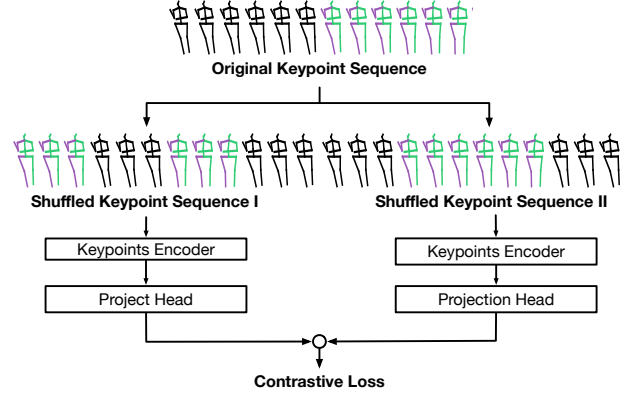 Original Keypoint Sequence
Shuffled Keypoint Sequence I
Shuffled Keypoint Sequence II
Keypoints Encoder
Keypoints Encoder
Project Head
Projection Head
Contrastive Loss